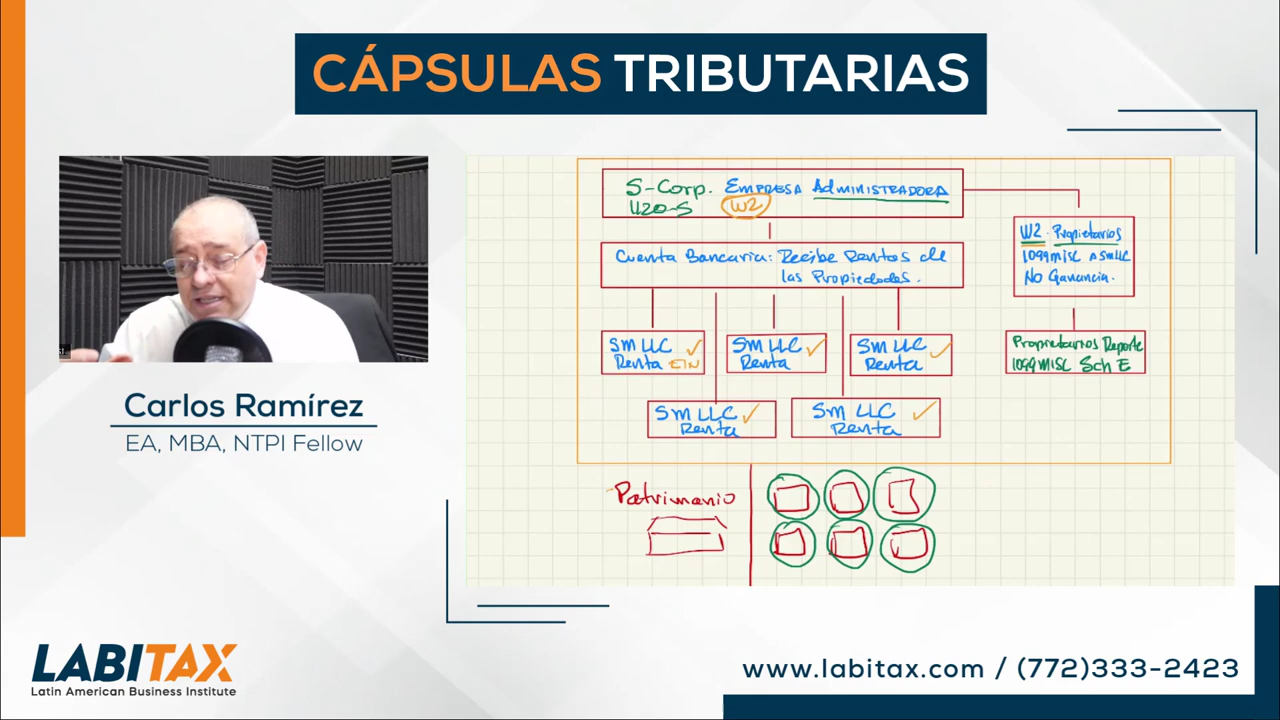 CÁPSULAS TRIBUTARIAS
S-Corp. EMPRESA ADMINISTRADORA
1120-S W2
Cuenta Bancaria: Recibe Rentas de
las Propiedades.
W2 Propietarios
1099MISC A SMLLC
No Ganancia.
SM LLC
Renta EIN
SM LLC
Renta
SM LLC
Renta
Propietarios Reporte
1099MISC Sch E
SM LLC
Renta
SM LLC
Renta
Patrimonio
Carlos Ramírez
EA, MBA, NTPI Fellow
LABITAX
Latin American Business Institute
www.labitax.com / (772)333-2423